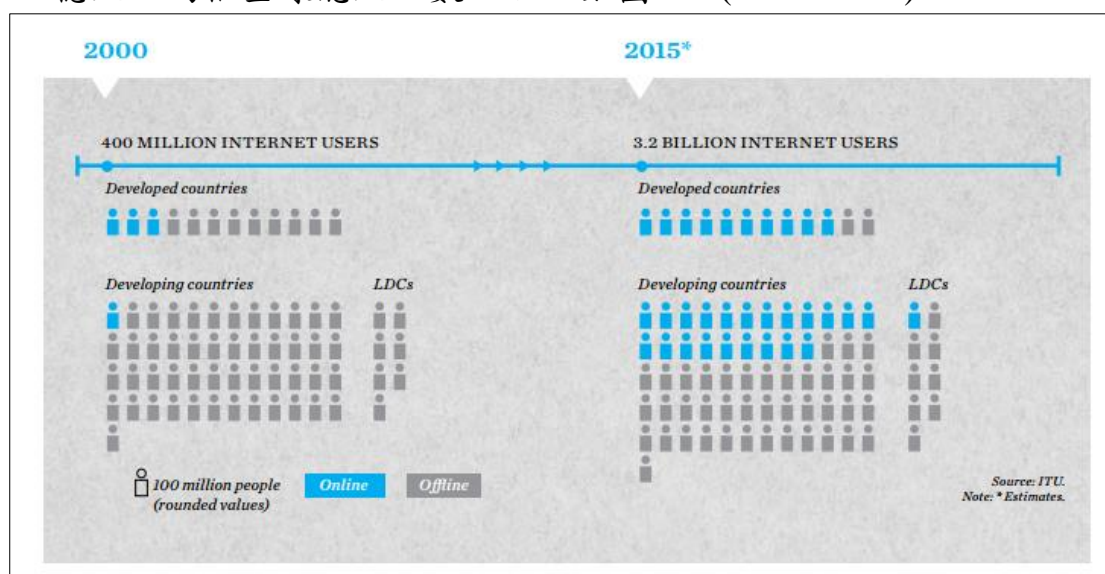 2000
2015*
400 MILLION INTERNET USERS
3.2 BILLION INTERNET USERS
Developed countries
Developed countries
Developing countries
LDCs
Developing countries
LDCs
100 million people
(rounded values)
Online
Offline
Source: ITU.
Note: * Estimates.